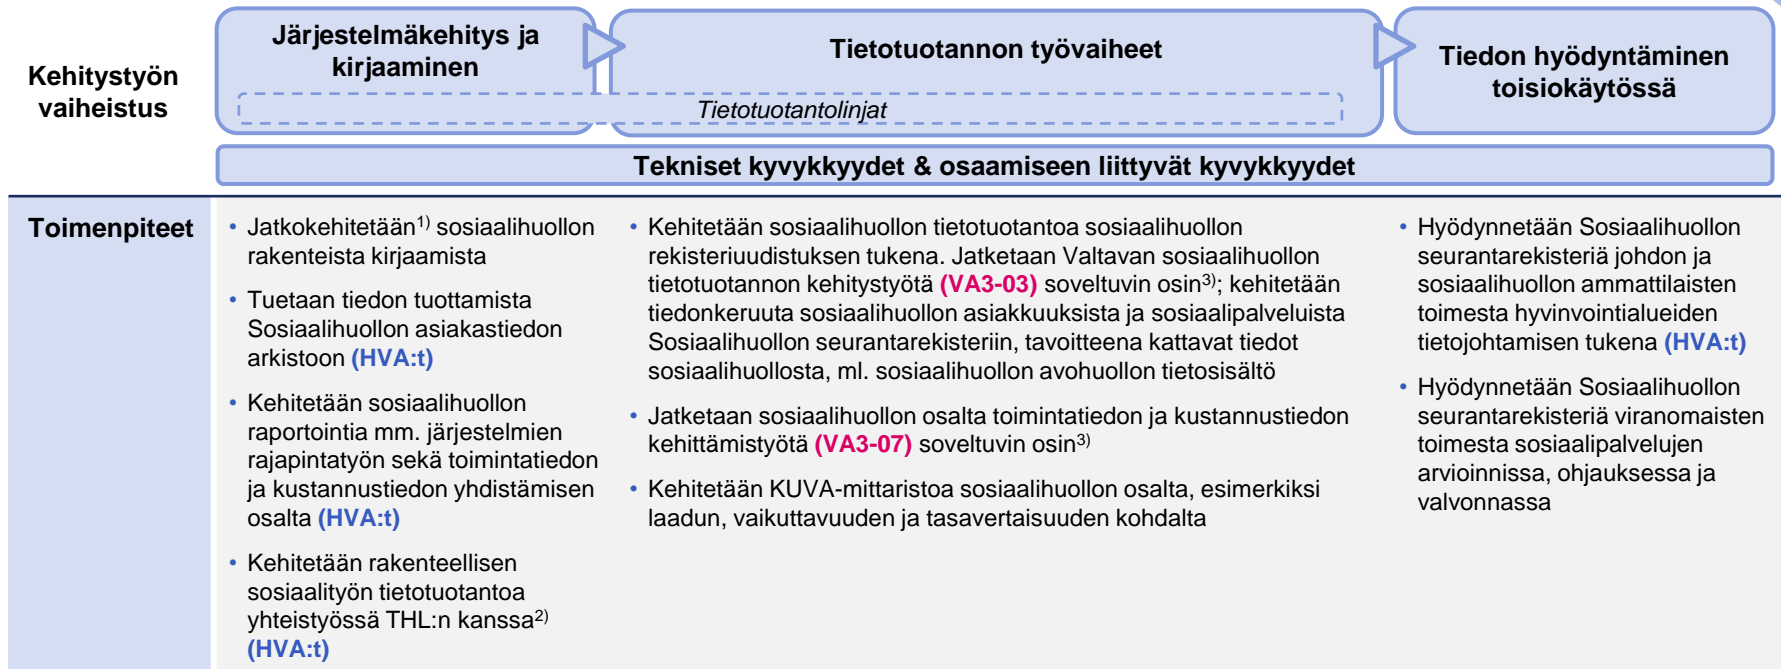 Kehitystyön
vaiheistus
Järjestelmäkehitys ja
kirjaaminen
Tietotuotannon työvaiheet
Tiedon hyödyntäminen
toisiokäytössä
Tietotuotantolinjat
Tekniset kyvykkyydet & osaamiseen liittyvät kyvykkyydet
Toimenpiteet
• Jatkokehitetään1) sosiaalihuollon
rakenteista kirjaamista
• Tuetaan tiedon tuottamista
Sosiaalihuollon asiakastiedon
arkistoon (HVA:t)
• Kehitetään sosiaalihuollon
raportointia mm. järjestelmien
rajapintatyön sekä toimintatiedon
ja kustannustiedon yhdistämisen
osalta (HVA:t)
• Kehitetään rakenteellisen
sosiaalityön tietotuotantoa
yhteistyössä THL:n kanssa2)
(HVA:t)
• Kehitetään sosiaalihuollon tietotuotantoa sosiaalihuollon
rekisteriuudistuksen tukena. Jatketaan Valtavan sosiaalihuollon
tietotuotannon kehitystyötä (VA3-03) soveltuvin osin3); kehitetään
tiedonkeruuta sosiaalihuollon asiakkuuksista ja sosiaalipalveluista
Sosiaalihuollon seurantarekisteriin, tavoitteena kattavat tiedot
sosiaalihuollosta, ml. sosiaalihuollon avohuollon tietosisältö
• Jatketaan sosiaalihuollon osalta toimintatiedon ja kustannustiedon
kehittämistyötä (VA3-07) soveltuvin osin3)
• Kehitetään KUVA-mittaristoa sosiaalihuollon osalta, esimerkiksi
laadun, vaikuttavuuden ja tasavertaisuuden kohdalta
• Hyödynnetään Sosiaalihuollon
seurantarekisteriä johdon ja
sosiaalihuollon ammattilaisten
toimesta hyvinvointialueiden
tietojohtamisen tukena (HVA:t)
• Hyödynnetään Sosiaalihuollon
seurantarekisteriä viranomaisten
toimesta sosiaalipalvelujen
arvioinnissa, ohjauksessa ja
valvonnassa